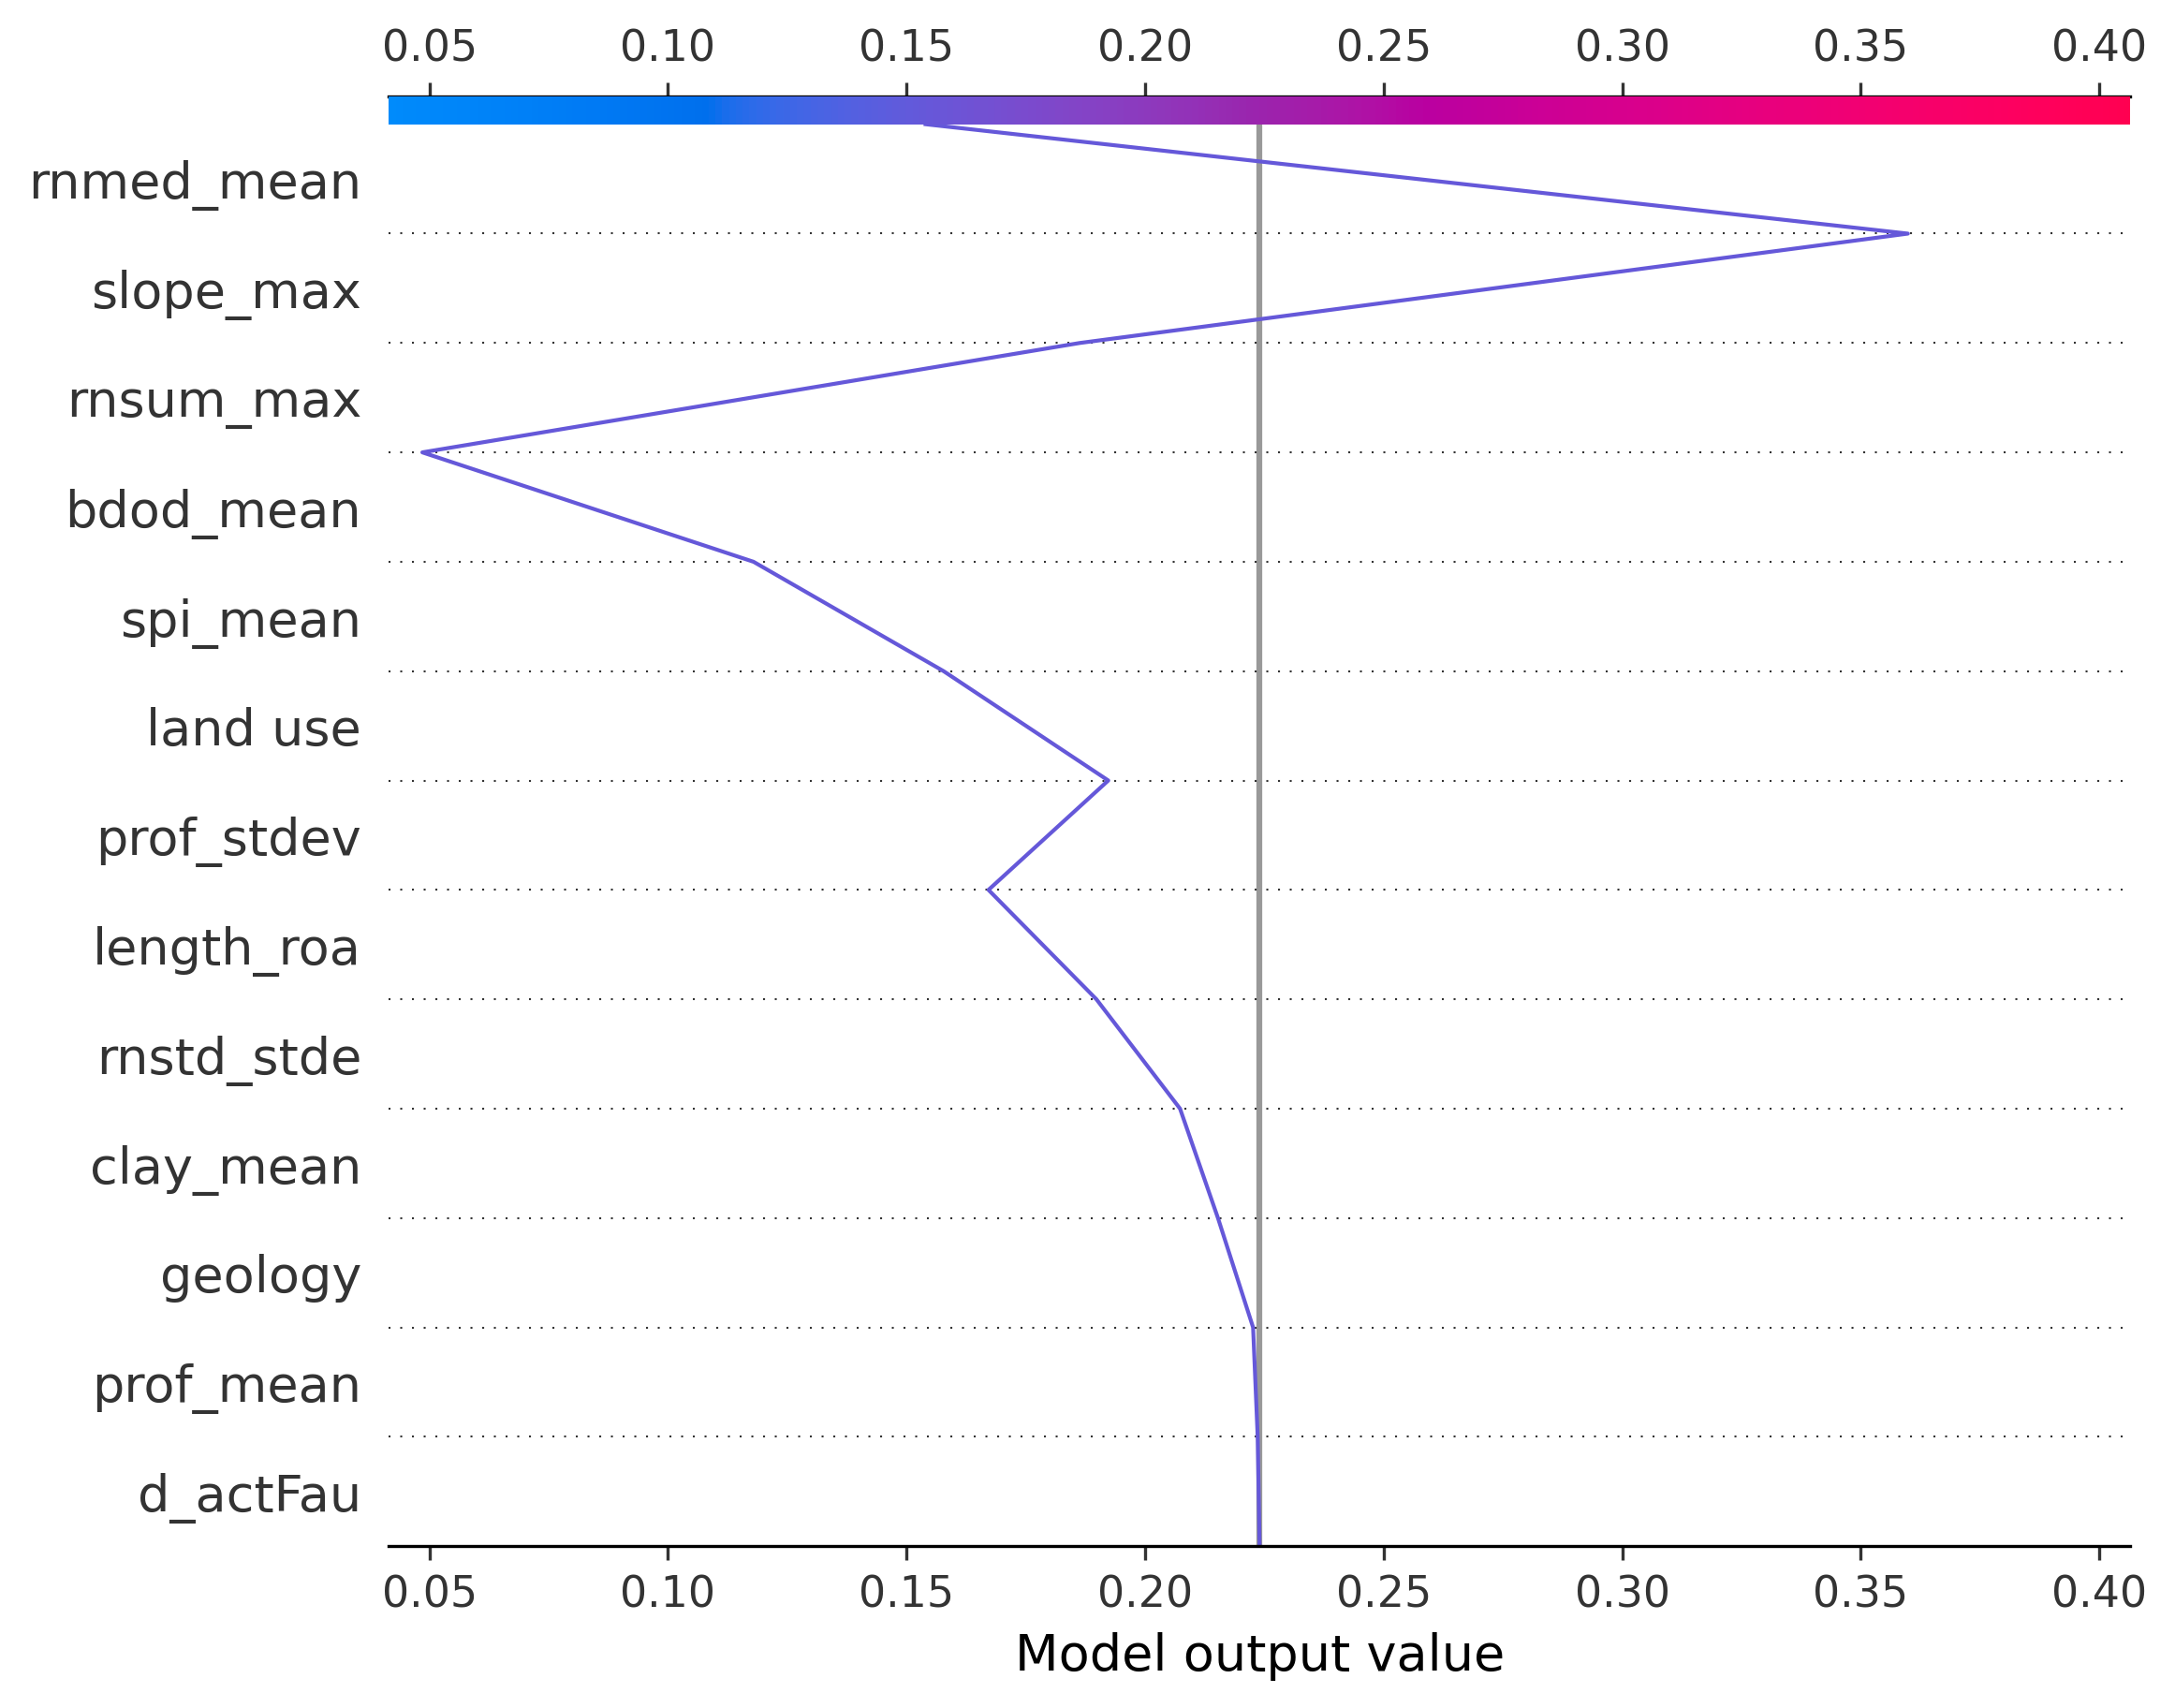 0.05 0.10 0.15 0.20 0.25 0.30 0.35 0.40
rnmed_mean
slope_max
rnsum_max
bdod_mean
spi_mean
land use
prof_stdev
length_roa
rnstd_stde
clay_mean
geology
prof_mean
d_actFau
0.05 0.10 0.15 0.20 0.25 0.30 0.35 0.40
Model output value